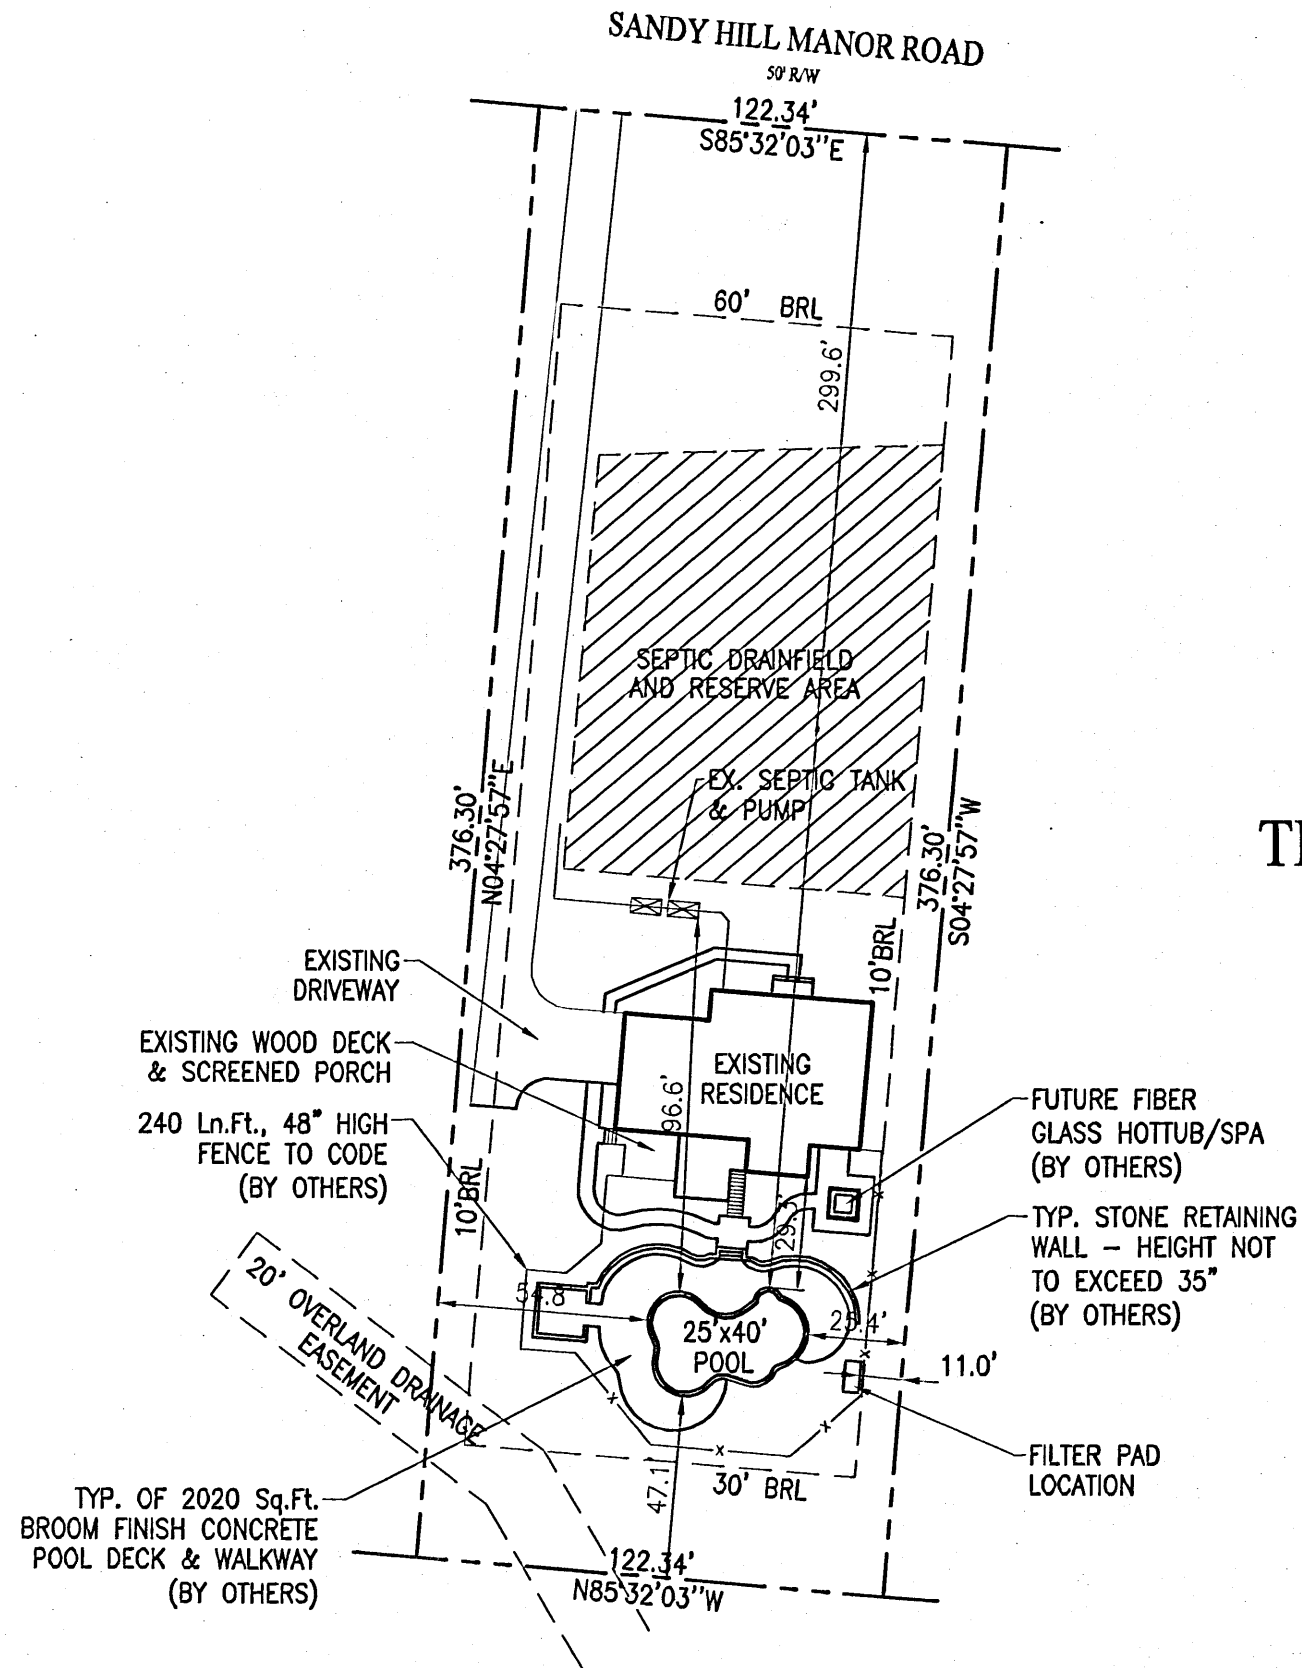 SANDY HILL MANOR ROAD
50' R/W
122.34'
S85°32'03"E
60' BRL
299.6'
SEPTIC DRAINFIELD
AND RESERVE AREA
EX. SEPTIC TANK
& PUMP
376.30'
N04°27'57"E
376.30'
S04°27'57"W
10'BRL
EXISTING
DRIVEWAY
EXISTING WOOD DECK
& SCREENED PORCH
240 Ln.Ft., 48" HIGH
FENCE TO CODE
(BY OTHERS)
EXISTING
RESIDENCE
96.6'
FUTURE FIBER
GLASS HOTTUB/SPA
(BY OTHERS)
TYP. STONE RETAINING
WALL – HEIGHT NOT
TO EXCEED 35"
(BY OTHERS)
10'BRL
29.5'
20' OVERLAND DRAINAGE
EASEMENT
54.8'
25'x40'
POOL
25.4'
11.0'
FILTER PAD
LOCATION
47.1'
30' BRL
TYP. OF 2020 Sq.Ft.
BROOM FINISH CONCRETE
POOL DECK & WALKWAY
(BY OTHERS)
122.34'
N85°32'03"W